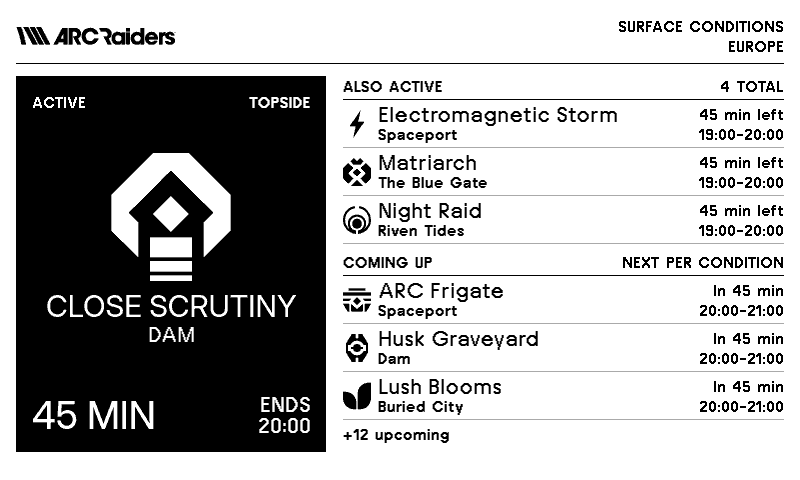 ARC Raiders
SURFACE CONDITIONS
EUROPE
ACTIVE
TOPSIDE
CLOSE SCRUTINY
DAM
45 MIN
ENDS
20:00
ALSO ACTIVE
4 TOTAL
Electromagnetic Storm
45 min left
Spaceport
19:00-20:00
Matriarch
45 min left
The Blue Gate
19:00-20:00
Night Raid
45 min left
Riven Tides
19:00-20:00
COMING UP
NEXT PER CONDITION
ARC Frigate
In 45 min
Spaceport
20:00-21:00
Husk Graveyard
In 45 min
Dam
20:00-21:00
Lush Blooms
In 45 min
Buried City
20:00-21:00
+12 upcoming